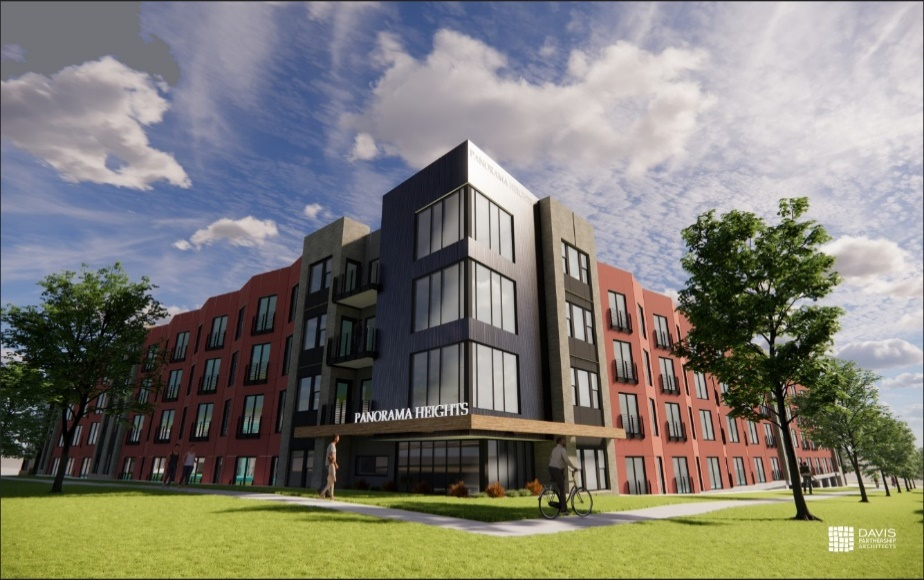 PANORAMA HEIGHTS
PANORAMA HEIGHTS
DAVIS
PARTNERSHIP
ARCHITECTS